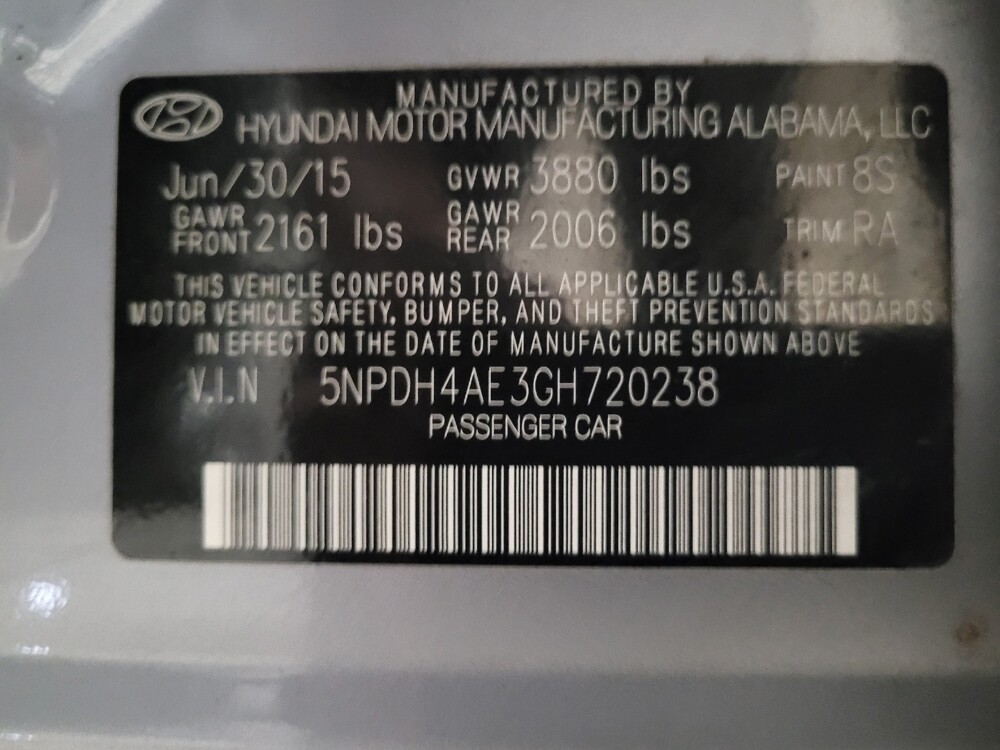 MANUFACTURED BY
HYUNDAI MOTOR MANUFACTURING ALABAMA, LLC
Jun/30/15 GVWR 3880 lbs PAINT 8S
GAWR FRONT 2161 lbs GAWR REAR 2006 lbs TRIM RA
THIS VEHICLE CONFORMS TO ALL APPLICABLE U.S.A. FEDERAL
MOTOR VEHICLE SAFETY, BUMPER, AND THEFT PREVENTION STANDARDS
IN EFFECT ON THE DATE OF MANUFACTURE SHOWN ABOVE
V.I.N 5NPDH4AE3GH720238
PASSENGER CAR